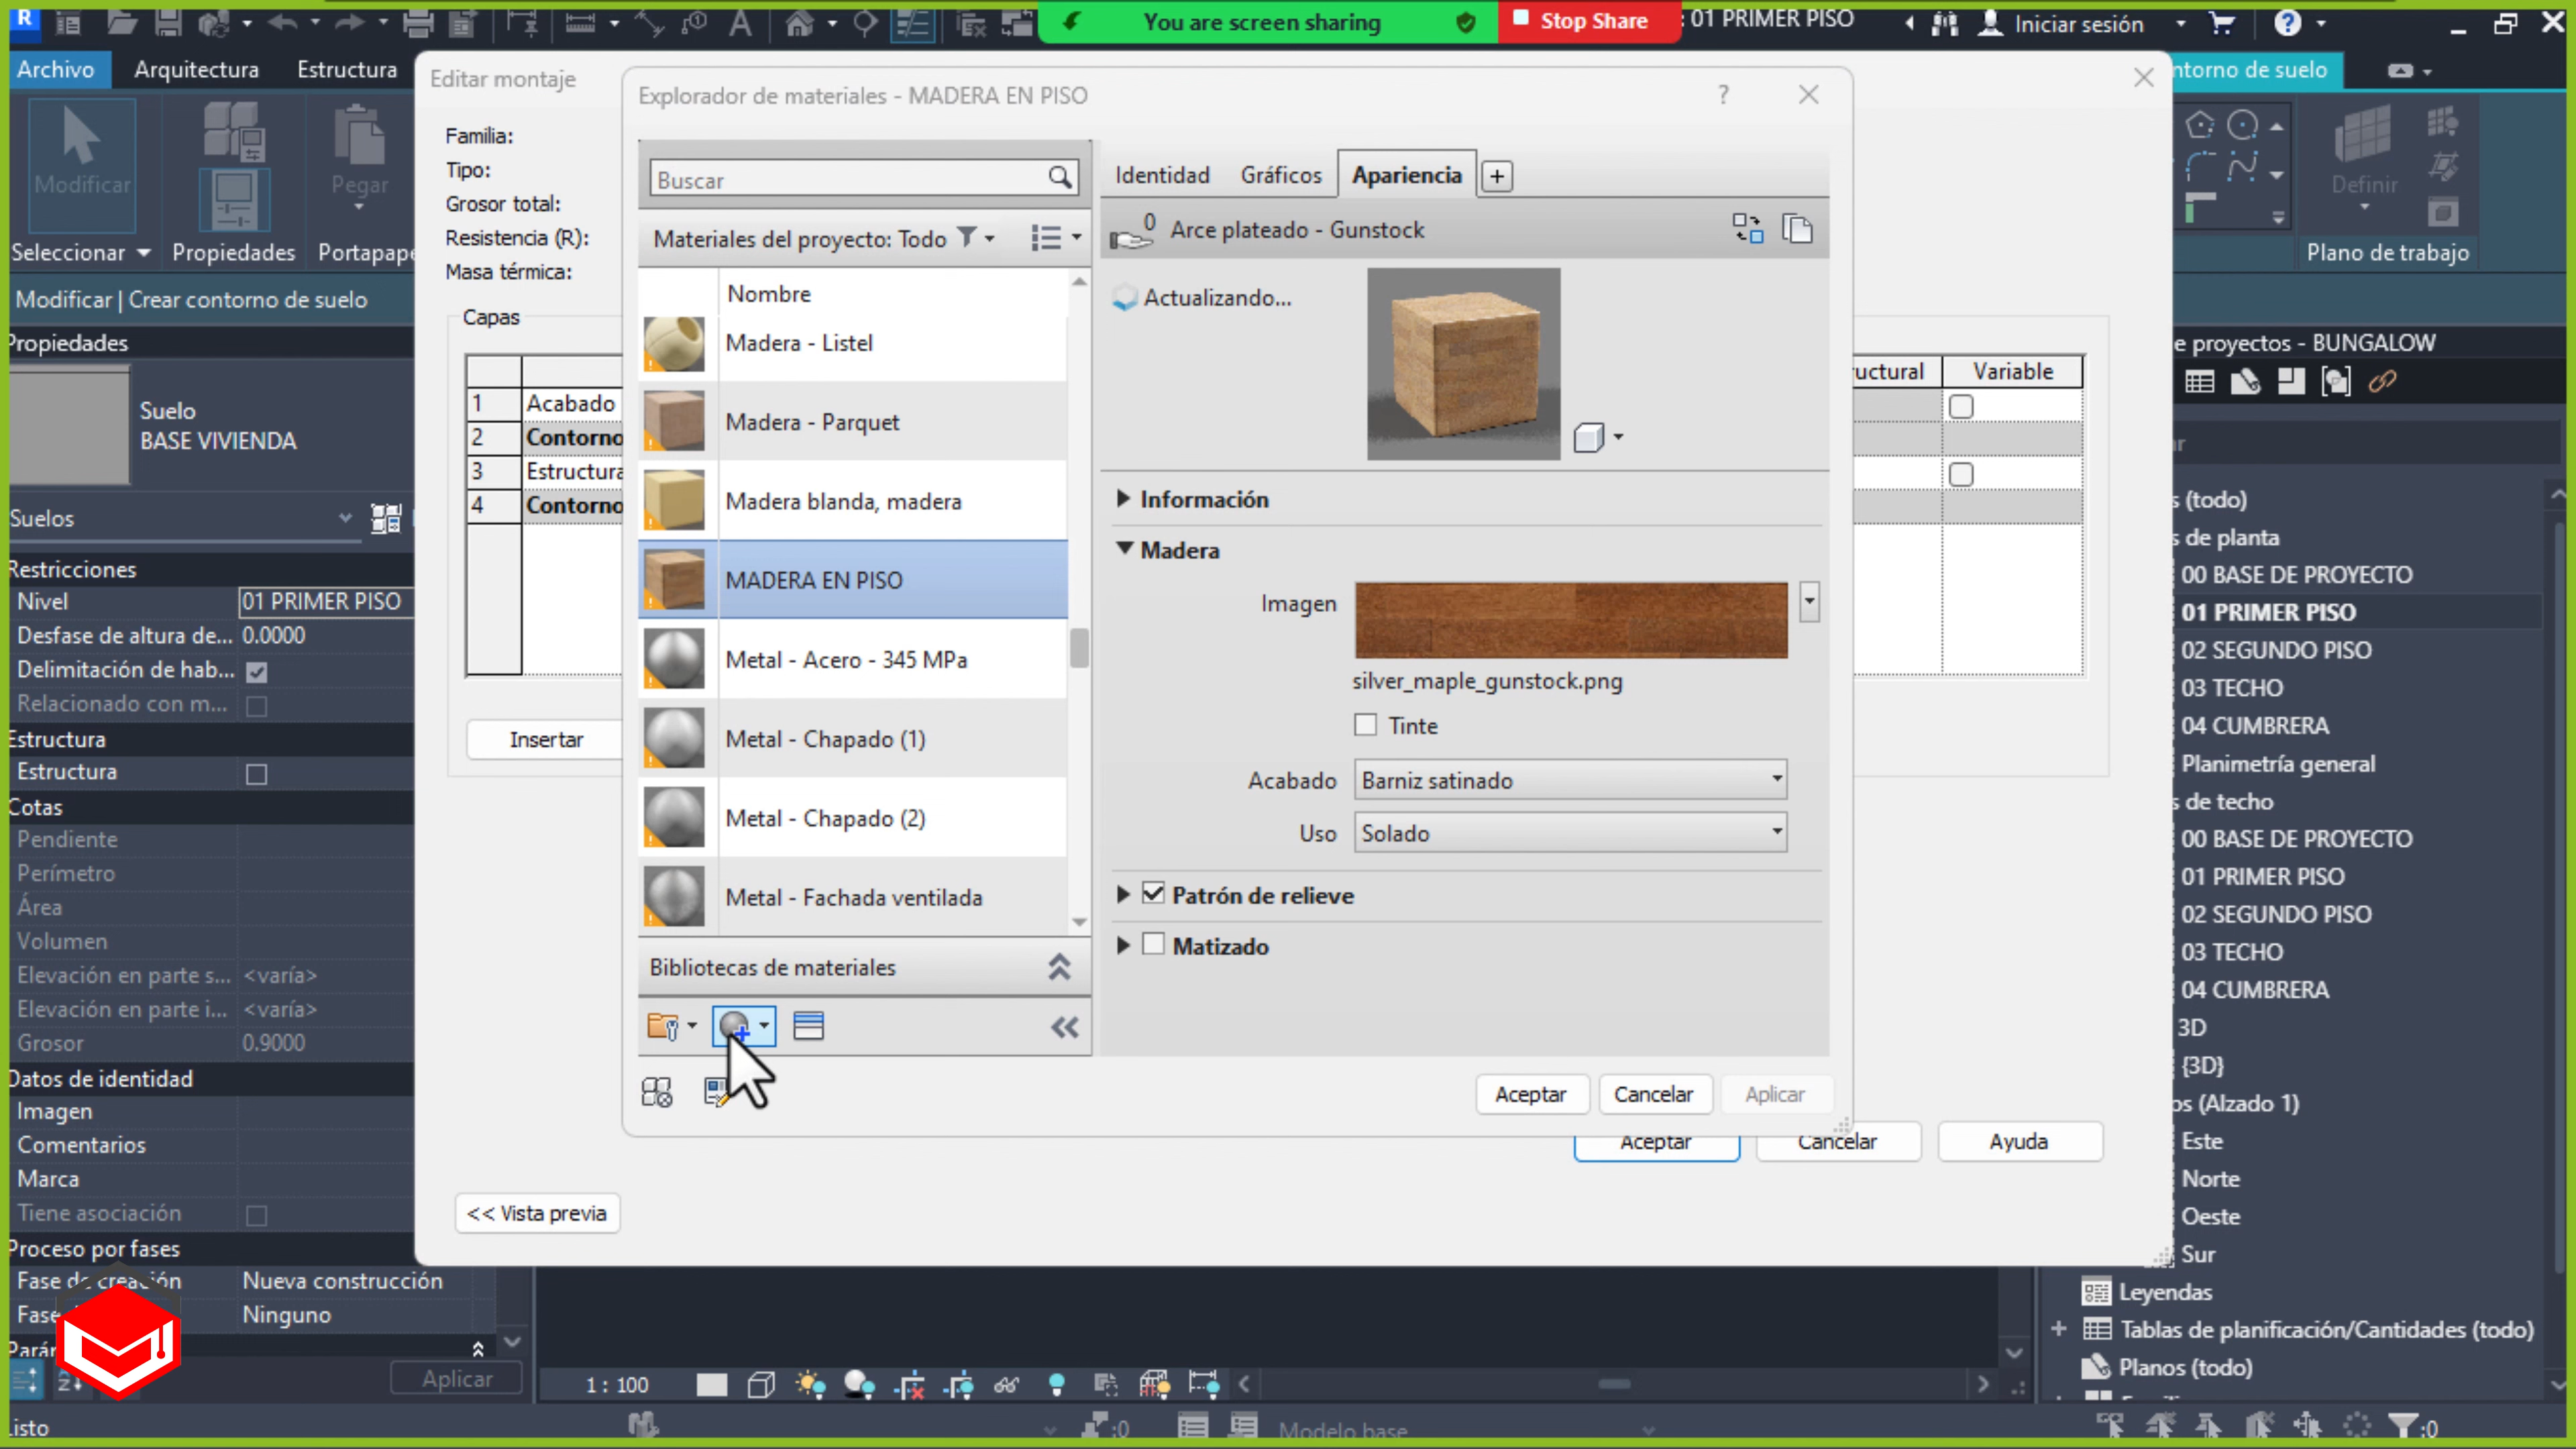 You are screen sharing
Stop Share
: 01 PRIMER PISO
Iniciar sesión
Archivo
Arquitectura
Estructura
ntorno de suelo
Modificar
Pegar
Definir
Seleccionar
Propiedades
Portapape
Plano de trabajo
Modificar | Crear contorno de suelo
Propiedades
Suelo
BASE VIVIENDA
Suelos
Restricciones
Nivel 01 PRIMER PISO
Desfase de altura de... 0.0000
Delimitación de hab...
Relacionado con m...
Estructura
Estructura
Cotas
Pendiente
Perímetro
Área
Volumen
Elevación en parte s... <varía>
Elevación en parte i... <varía>
Grosor 0.9000
Datos de identidad
Imagen
Comentarios
Marca
Tiene asociación
Proceso por fases
Fase de creación Nueva construcción
Fase Ninguno
Pará
Aplicar
isto
Editar montaje
Familia:
Tipo:
Grosor total:
Resistencia (R):
Masa térmica:
Capas
uctural Variable
1 Acabado
2 Contorno
3 Estructura
4 Contorno
Insertar
Aceptar Cancelar Ayuda
<< Vista previa
Explorador de materiales - MADERA EN PISO
?
Buscar
Materiales del proyecto: Todo
Nombre
Madera - Listel
Madera - Parquet
Madera blanda, madera
MADERA EN PISO
Metal - Acero - 345 MPa
Metal - Chapado (1)
Metal - Chapado (2)
Metal - Fachada ventilada
Bibliotecas de materiales
Identidad Gráficos Apariencia +
0 Arce plateado - Gunstock
Actualizando...
Información
Madera
Imagen
silver_maple_gunstock.png
Tinte
Acabado Barniz satinado
Uso Solado
Patrón de relieve
Matizado
Aceptar Cancelar Aplicar
e proyectos - BUNGALOW
s (todo)
s de planta
00 BASE DE PROYECTO
01 PRIMER PISO
02 SEGUNDO PISO
03 TECHO
04 CUMBRERA
Planimetría general
s de techo
00 BASE DE PROYECTO
01 PRIMER PISO
02 SEGUNDO PISO
03 TECHO
04 CUMBRERA
3D
{3D}
os (Alzado 1)
Este
Norte
Oeste
Sur
Leyendas
Tablas de planificación/Cantidades (todo)
Planos (todo)
1 : 100
:0
Modelo base
:0